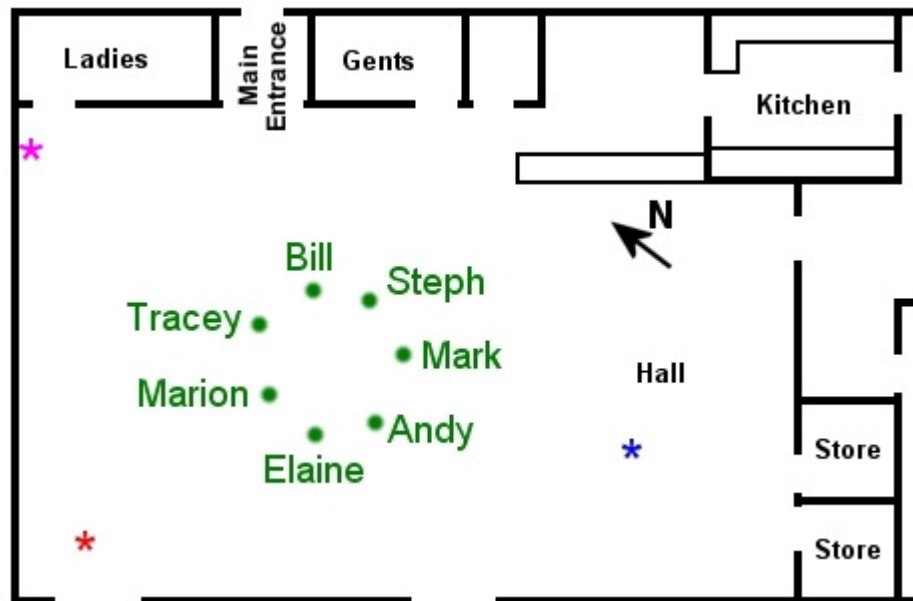 Ladies
Main
Entrance
Gents
Kitchen
N
Bill
Steph
Tracey
Mark
Hall
Marion
Andy
Elaine
Store
Store